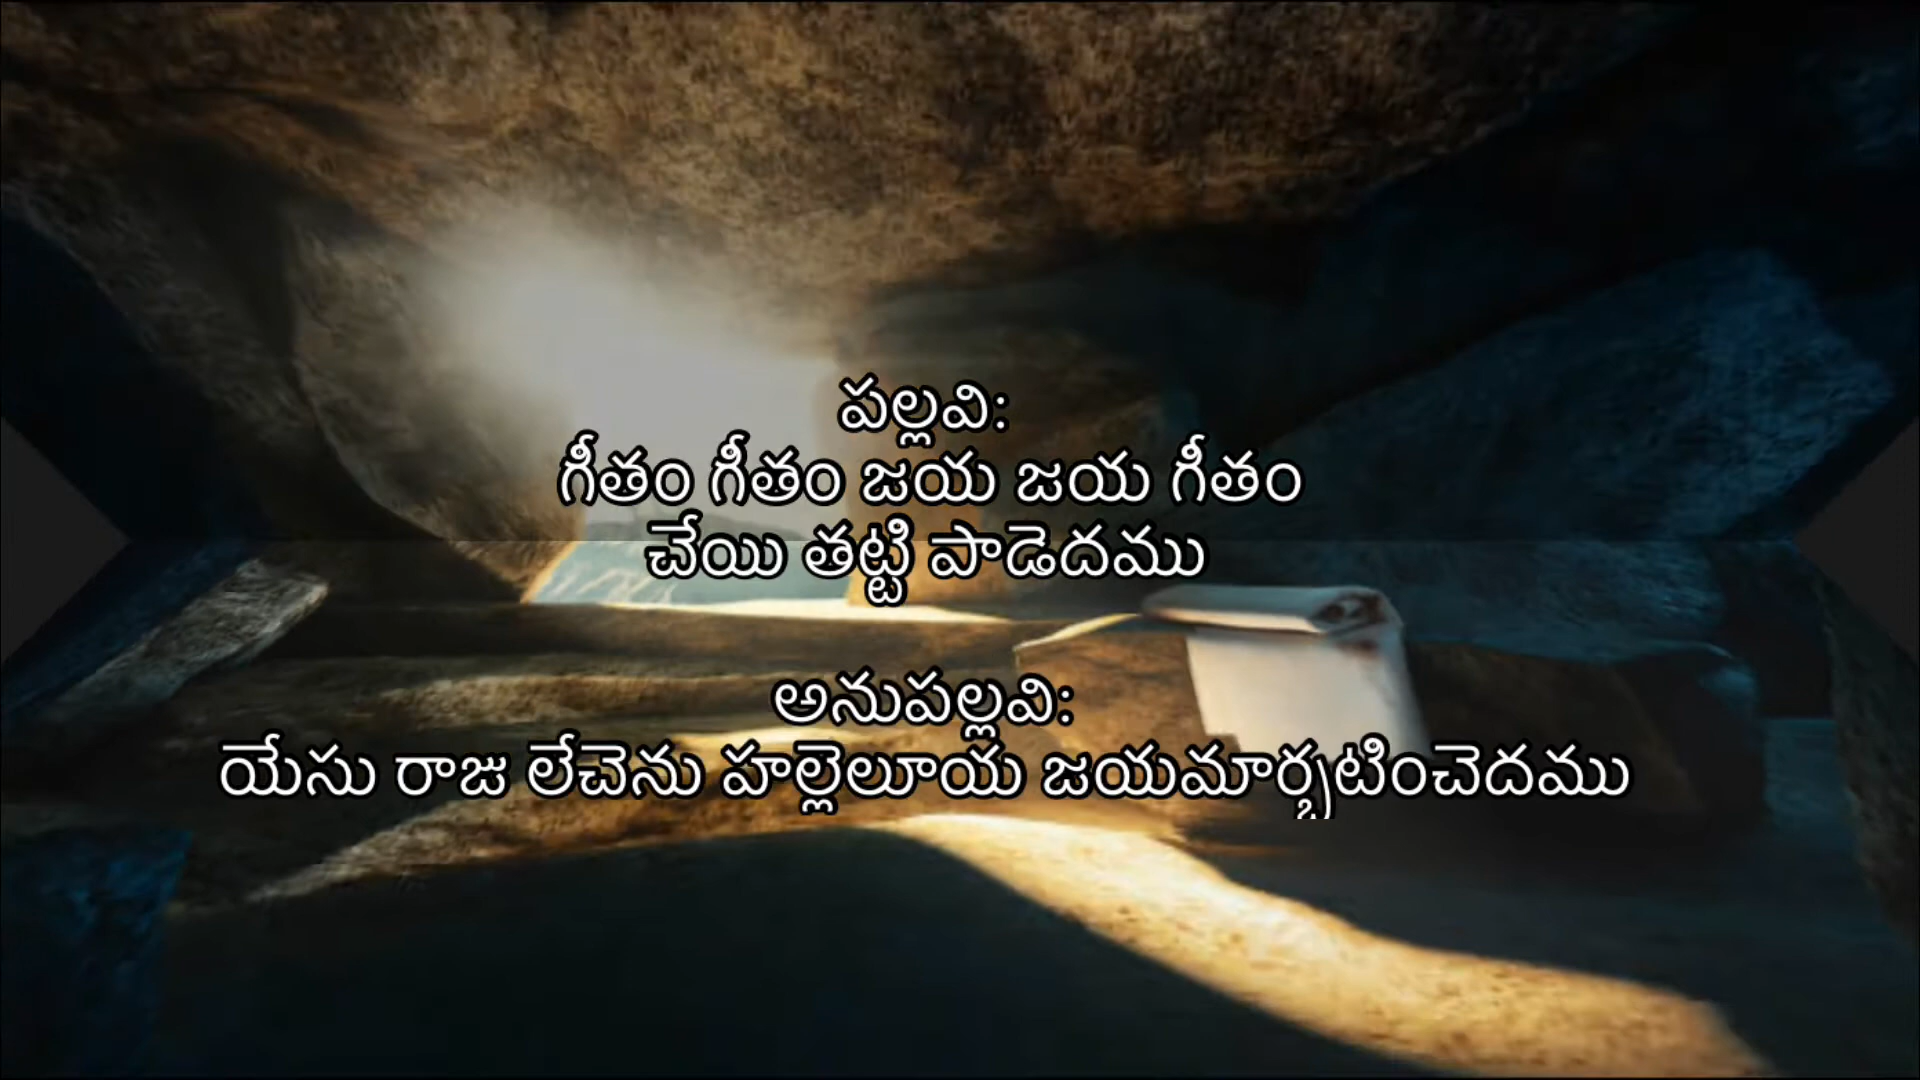 పల్లవి:
గీతం గీతం జయ జయ గీతం
చేయి తట్టి పాడెదము
అనుపల్లవి:
యేసు రాజు లేచెను హల్లెలూయ జయమార్భటించెదము